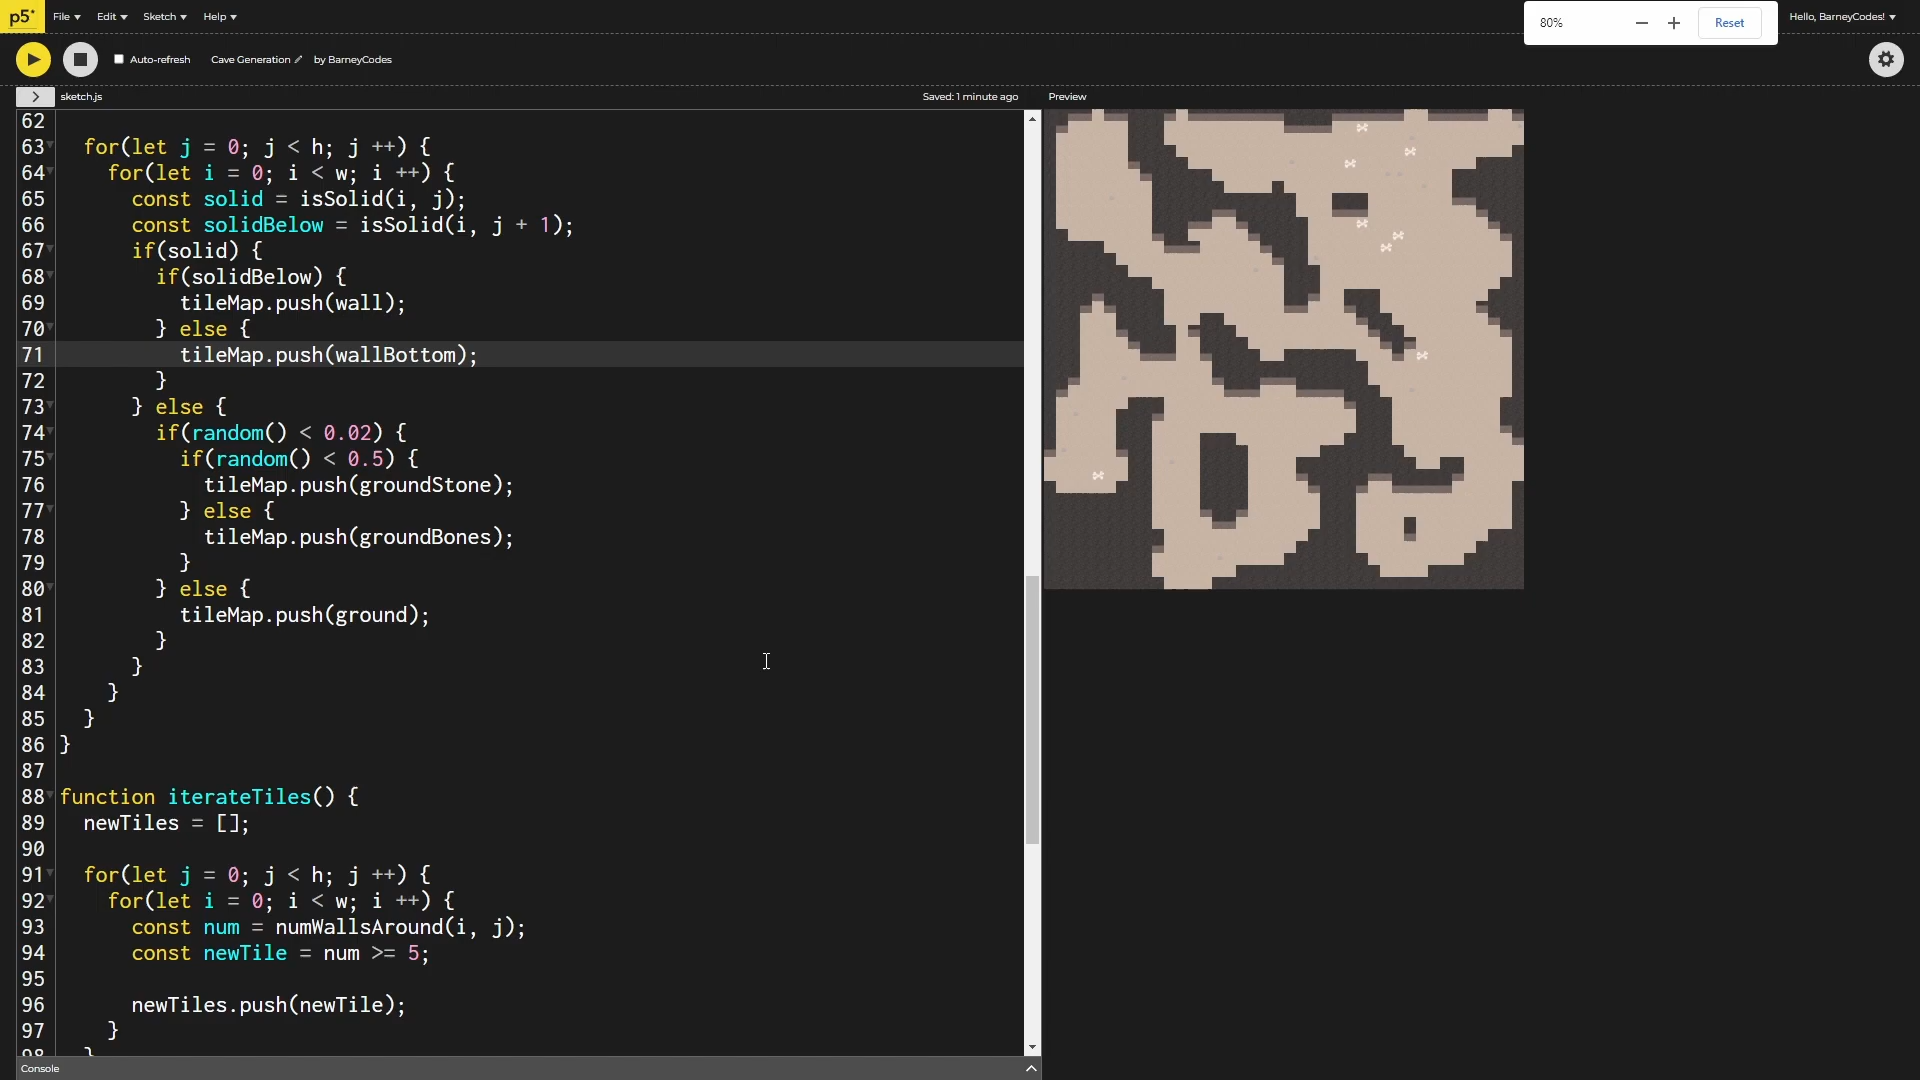 p5*
File
Edit
Sketch
Help
80%
Reset
Hello, BarneyCodes!
Auto-refresh
Cave Generation
by BarneyCodes
sketch.js
Saved: 1 minute ago
Preview
62
63 for(let j = 0; j < h; j ++) {
64 for(let i = 0; i < w; i ++) {
65 const solid = isSolid(i, j);
66 const solidBelow = isSolid(i, j + 1);
67 if(solid) {
68 if(solidBelow) {
69 tileMap.push(wall);
70 } else {
71 tileMap.push(wallBottom);
72 }
73 } else {
74 if(random() < 0.02) {
75 if(random() < 0.5) {
76 tileMap.push(groundStone);
77 } else {
78 tileMap.push(groundBones);
79 }
80 } else {
81 tileMap.push(ground);
82 }
83 }
84 }
85 }
86 }
87
88 function iterateTiles() {
89 newTiles = [];
90
91 for(let j = 0; j < h; j ++) {
92 for(let i = 0; i < w; i ++) {
93 const num = numWallsAround(i, j);
94 const newTile = num >= 5;
95
96 newTiles.push(newTile);
97 }
98 }
Console